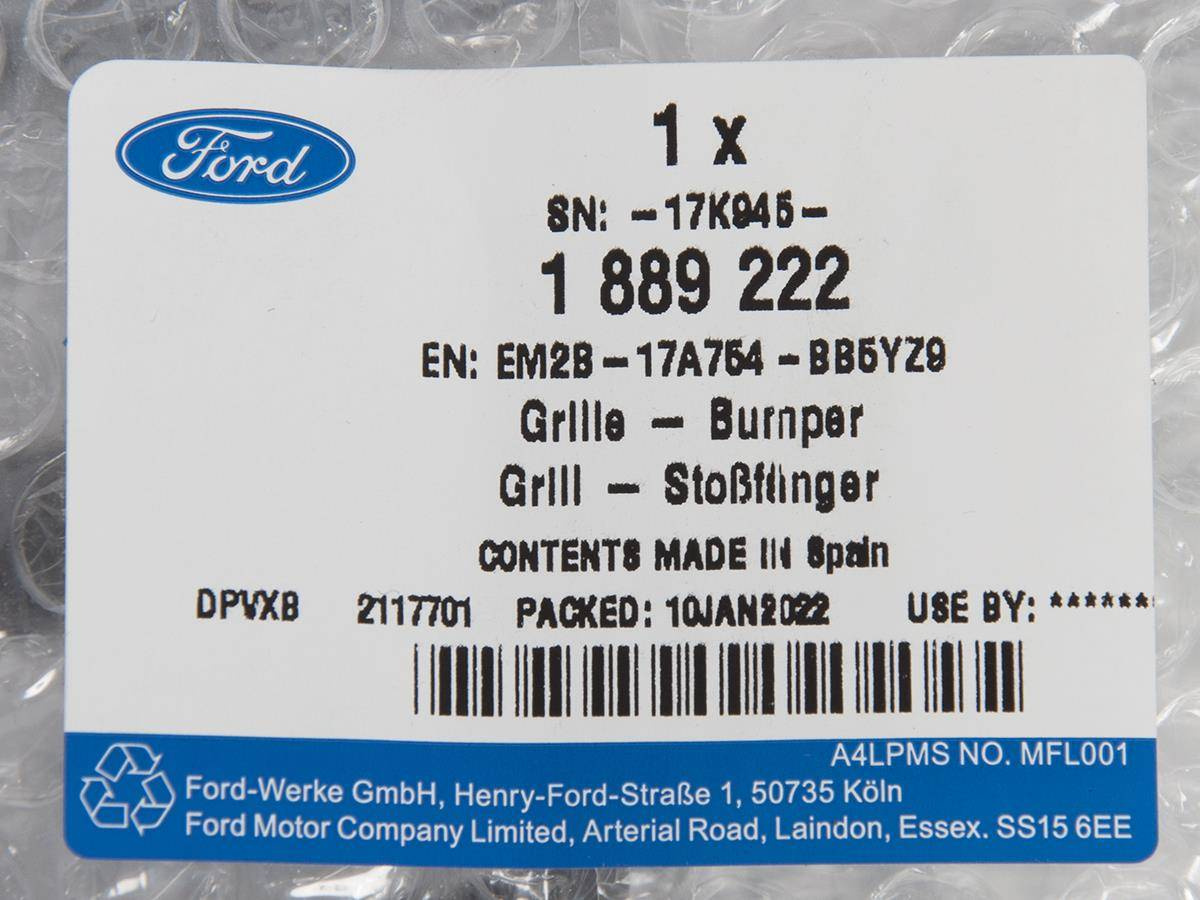 Ford
1 x
SN: -17K945-
1 889 222
EN: EM2B-17A754-BB5YZ9
Grille - Bumper
Grill - Stoßfänger
CONTENTS MADE IN Spain
DPVXB 2117701 PACKED: 10JAN2022 USE BY: ******
A4LPMS NO. MFL001
Ford-Werke GmbH, Henry-Ford-Straße 1, 50735 Köln
Ford Motor Company Limited, Arterial Road, Laindon, Essex. SS15 6EE